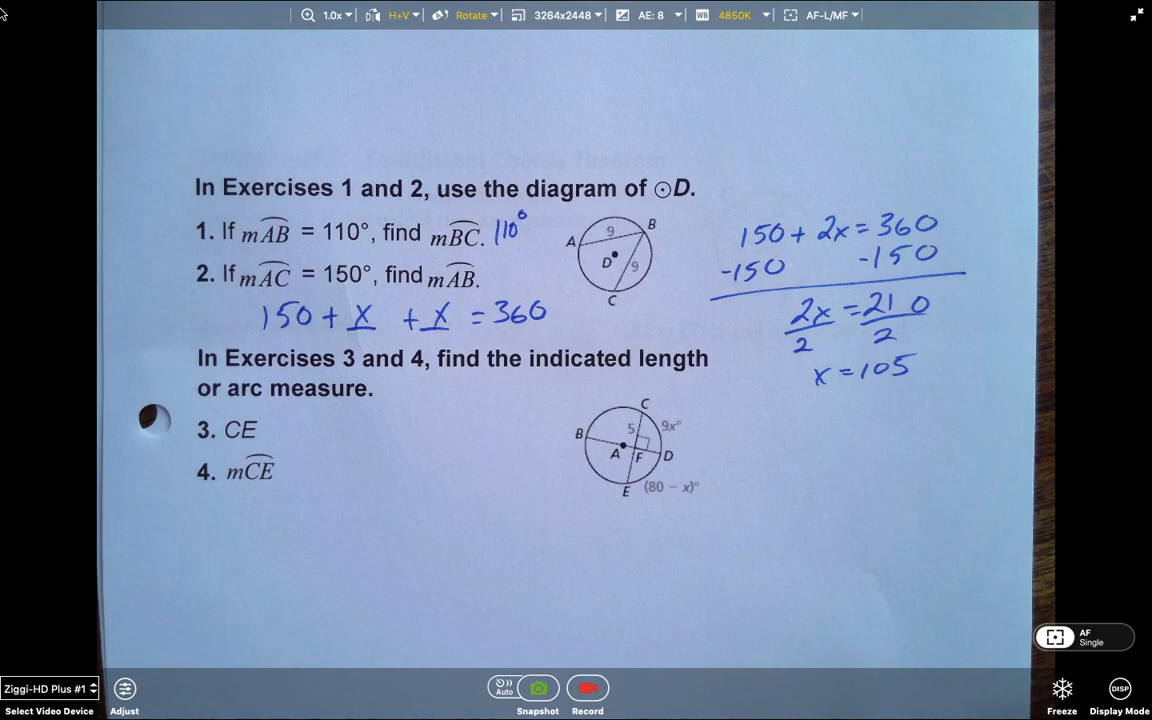 1.0x H+V Rotate 3264x2448 AE: 8 WB 4850K AF-L/MF
In Exercises 1 and 2, use the diagram of ⊙D.
1. If mAB = 110°, find mBC. 110°
2. If mAC = 150°, find mAB.
150 + x + x = 360
A
B
9
D
9
C
150 + 2x = 360
-150 -150
2x = 210
2 2
x = 105
In Exercises 3 and 4, find the indicated length
or arc measure.
3. CE
4. mCE
C
B
5
9x°
A
F
D
E
(80 − x)°
AF
Single
Ziggi-HD Plus #1
Select Video Device
Adjust
Auto
Snapshot
Record
Freeze
DISP
Display Mode